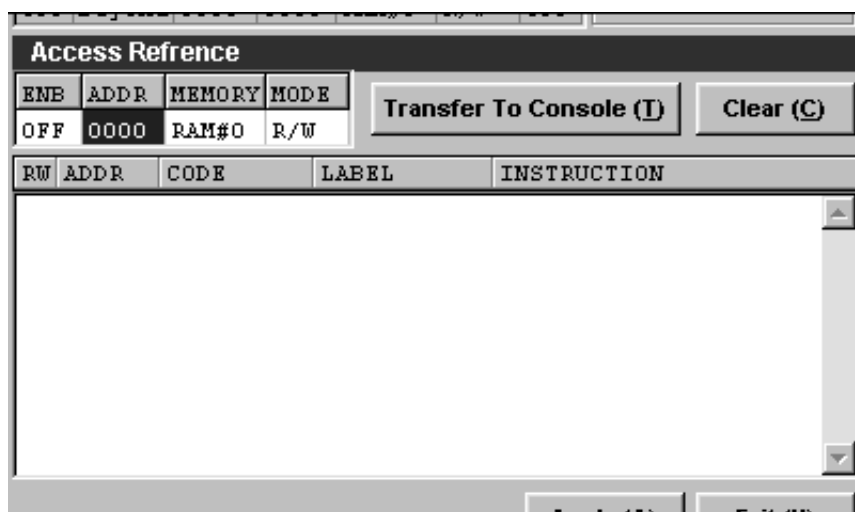 Access Refrence
ENB ADDR MEMORY MODE
OFF 0000 RAM#0 R/W
Transfer To Console (T) Clear (C)
RW ADDR CODE LABEL INSTRUCTION